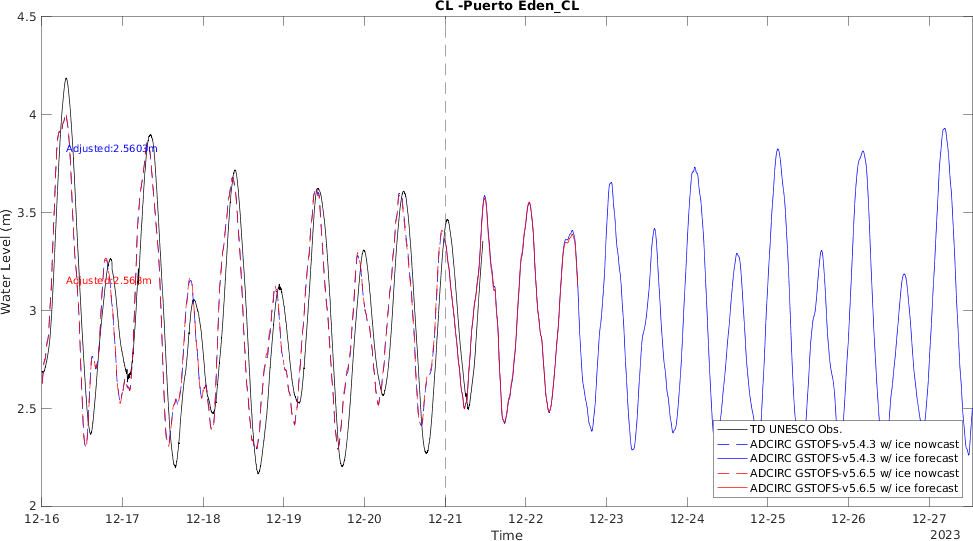 CL -Puerto Eden_CL
4.5
4
3.5
3
2.5
2
Water Level (m)
Adjusted:2.5603m
Adjusted:2.563m
TD UNESCO Obs.
ADCIRC GSTOFS-v5.4.3 w/ ice nowcast
ADCIRC GSTOFS-v5.4.3 w/ ice forecast
ADCIRC GSTOFS-v5.6.5 w/ ice nowcast
ADCIRC GSTOFS-v5.6.5 w/ ice forecast
12-16 12-17 12-18 12-19 12-20 12-21 12-22 12-23 12-24 12-25 12-26 12-27
Time
2023